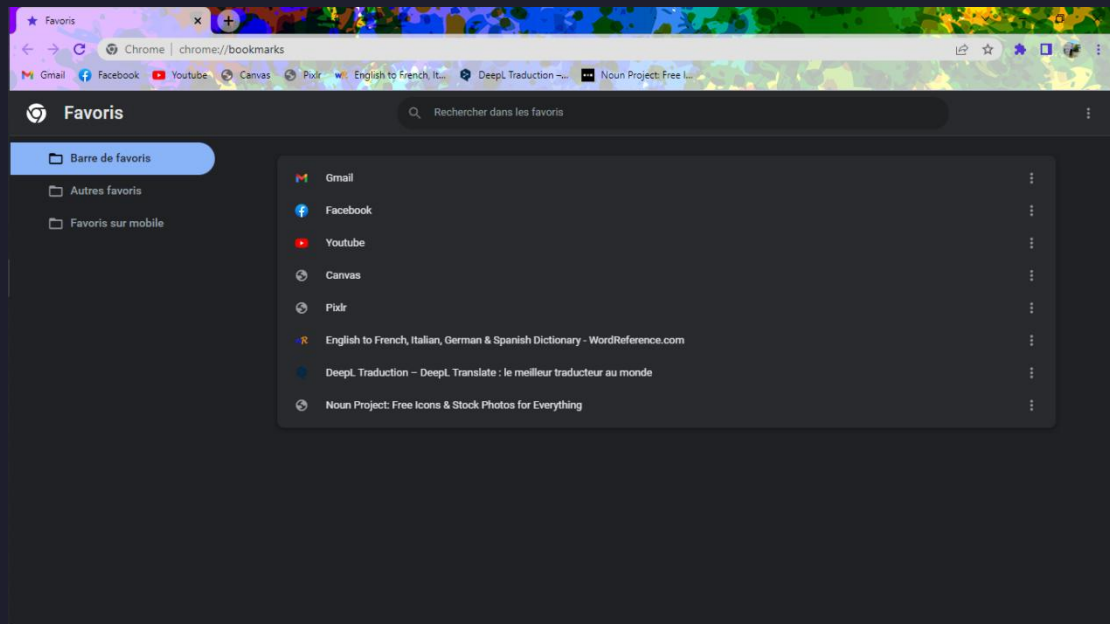 Favoris
Chrome | chrome://bookmarks
Gmail Facebook Youtube Canvas Pixlr English to French, It... DeepL Traduction –... Noun Project: Free I...
Favoris
Rechercher dans les favoris
Barre de favoris
Autres favoris
Favoris sur mobile
Gmail
Facebook
Youtube
Canvas
Pixlr
English to French, Italian, German & Spanish Dictionary - WordReference.com
DeepL Traduction – DeepL Translate : le meilleur traducteur au monde
Noun Project: Free Icons & Stock Photos for Everything